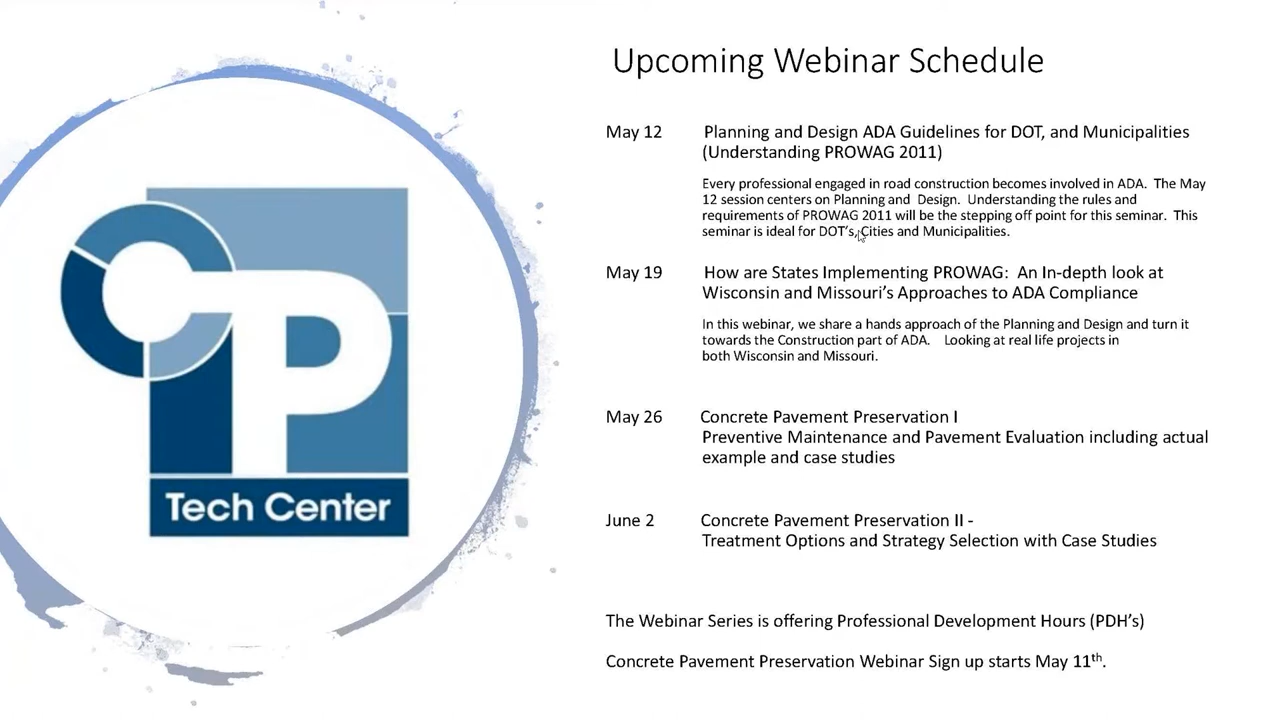 Upcoming Webinar Schedule
May 12 Planning and Design ADA Guidelines for DOT, and Municipalities
(Understanding PROWAG 2011)
Every professional engaged in road construction becomes involved in ADA. The May
12 session centers on Planning and Design. Understanding the rules and
requirements of PROWAG 2011 will be the stepping off point for this seminar. This
seminar is ideal for DOT's, Cities and Municipalities.
May 19 How are States Implementing PROWAG: An In-depth look at
Wisconsin and Missouri's Approaches to ADA Compliance
In this webinar, we share a hands approach of the Planning and Design and turn it
towards the Construction part of ADA. Looking at real life projects in
both Wisconsin and Missouri.
May 26 Concrete Pavement Preservation I
Preventive Maintenance and Pavement Evaluation including actual
example and case studies
June 2 Concrete Pavement Preservation II -
Treatment Options and Strategy Selection with Case Studies
The Webinar Series is offering Professional Development Hours (PDH's)
Concrete Pavement Preservation Webinar Sign up starts May 11th.
CP
Tech Center